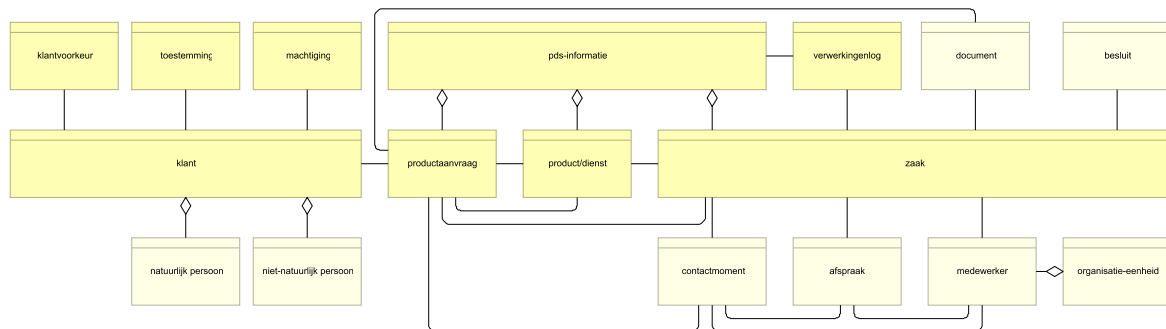 klantvoorkeur
toestemming
machtiging
pds-informatie
verwerkingenlog
document
besluit
klant
productaanvraag
product/dienst
zaak
natuurlijk persoon
niet-natuurlijk persoon
contactmoment
afspraak
medewerker
organisatie-eenheid